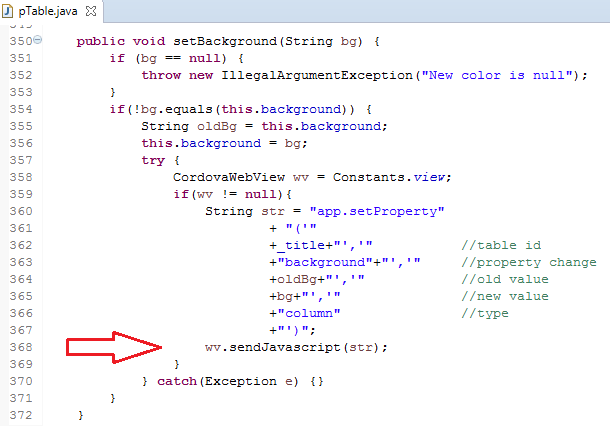 pTable.java
349
350 public void setBackground(String bg) {
351 if (bg == null) {
352 throw new IllegalArgumentException("New color is null");
353 }
354 if(!bg.equals(this.background)) {
355 String oldBg = this.background;
356 this.background = bg;
357 try {
358 CordovaWebView wv = Constants.view;
359 if(wv != null){
360 String str = "app.setProperty"
361 + "('"
362 +_title+"','" //table id
363 +"background"+"','" //property change
364 +oldBg+"','" //old value
365 +bg+"','" //new value
366 +"column" //type
367 +"')";
368 wv.sendJavascript(str);
369 }
370 } catch(Exception e) {}
371 }
372 }